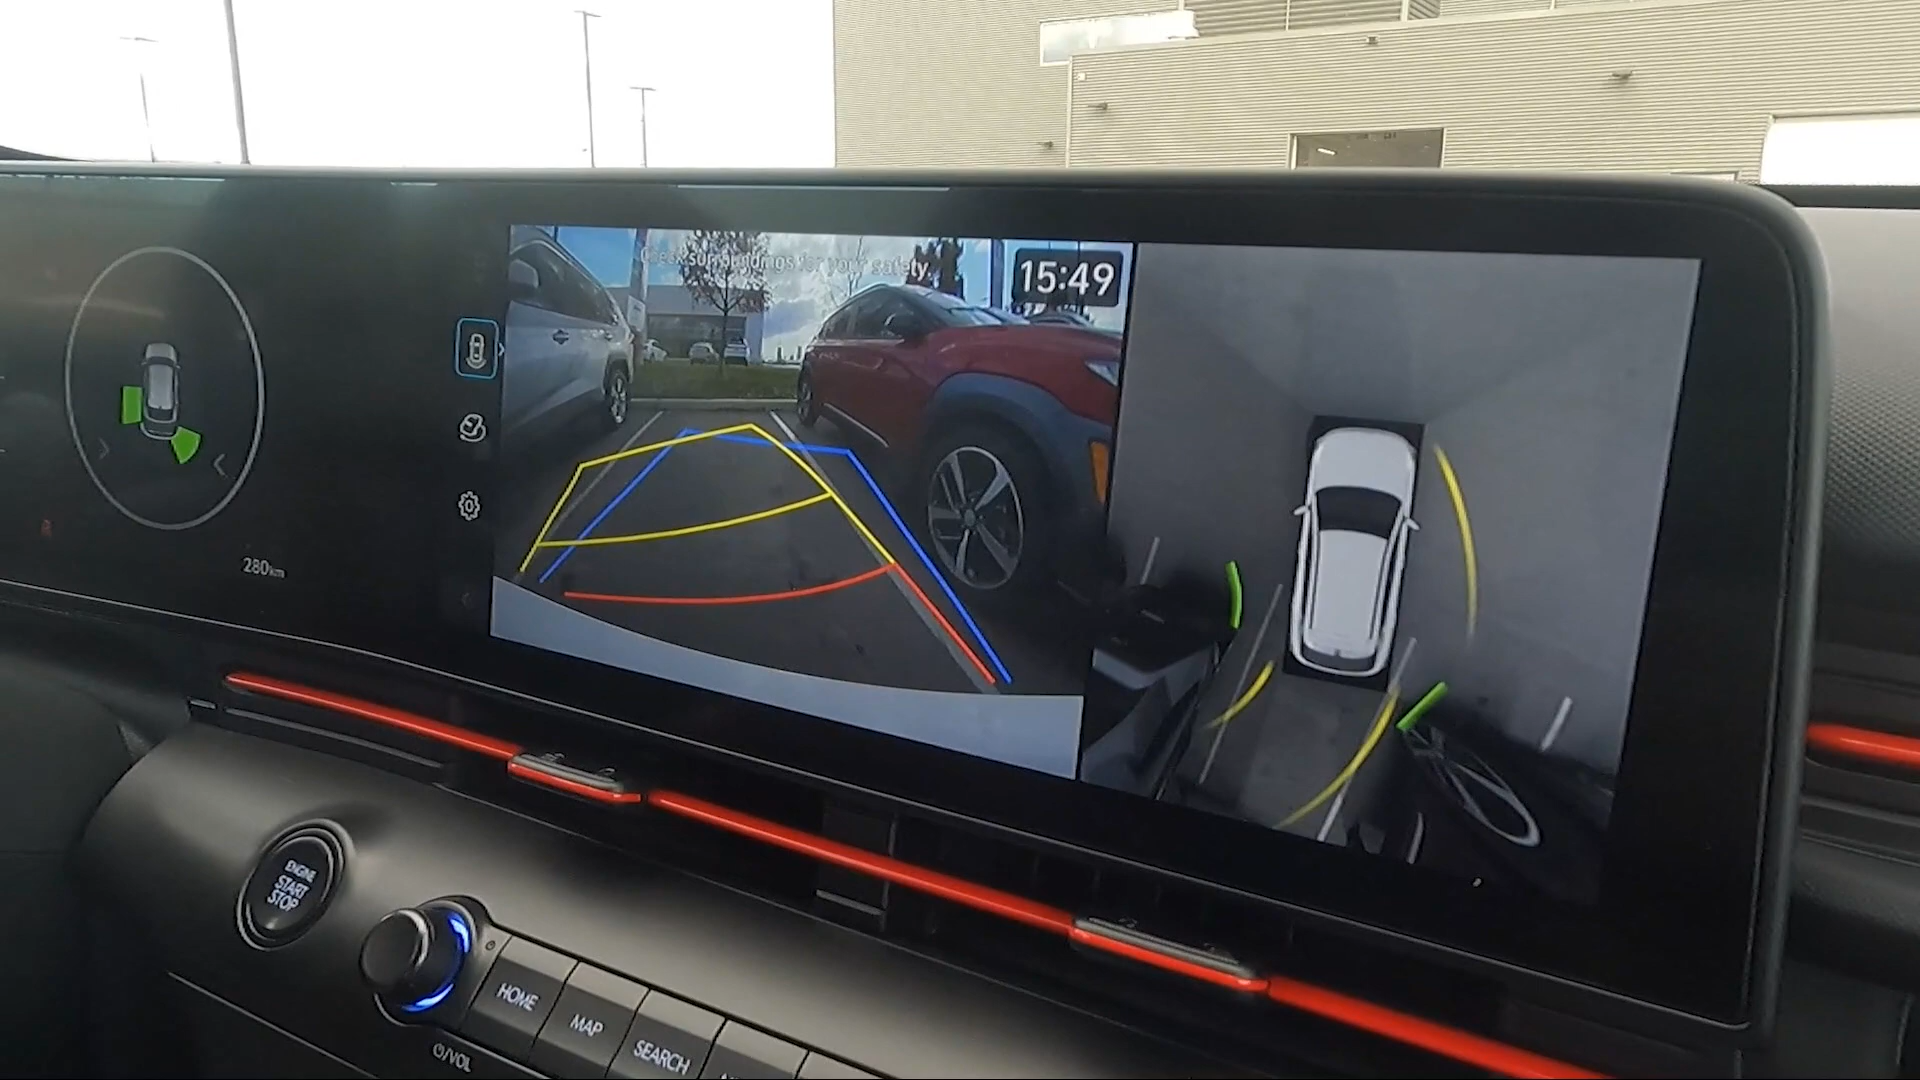 Check surroundings for your safety.
15:49
280km
ENGINE
START
STOP
HOME
MAP
SEARCH
/VOL